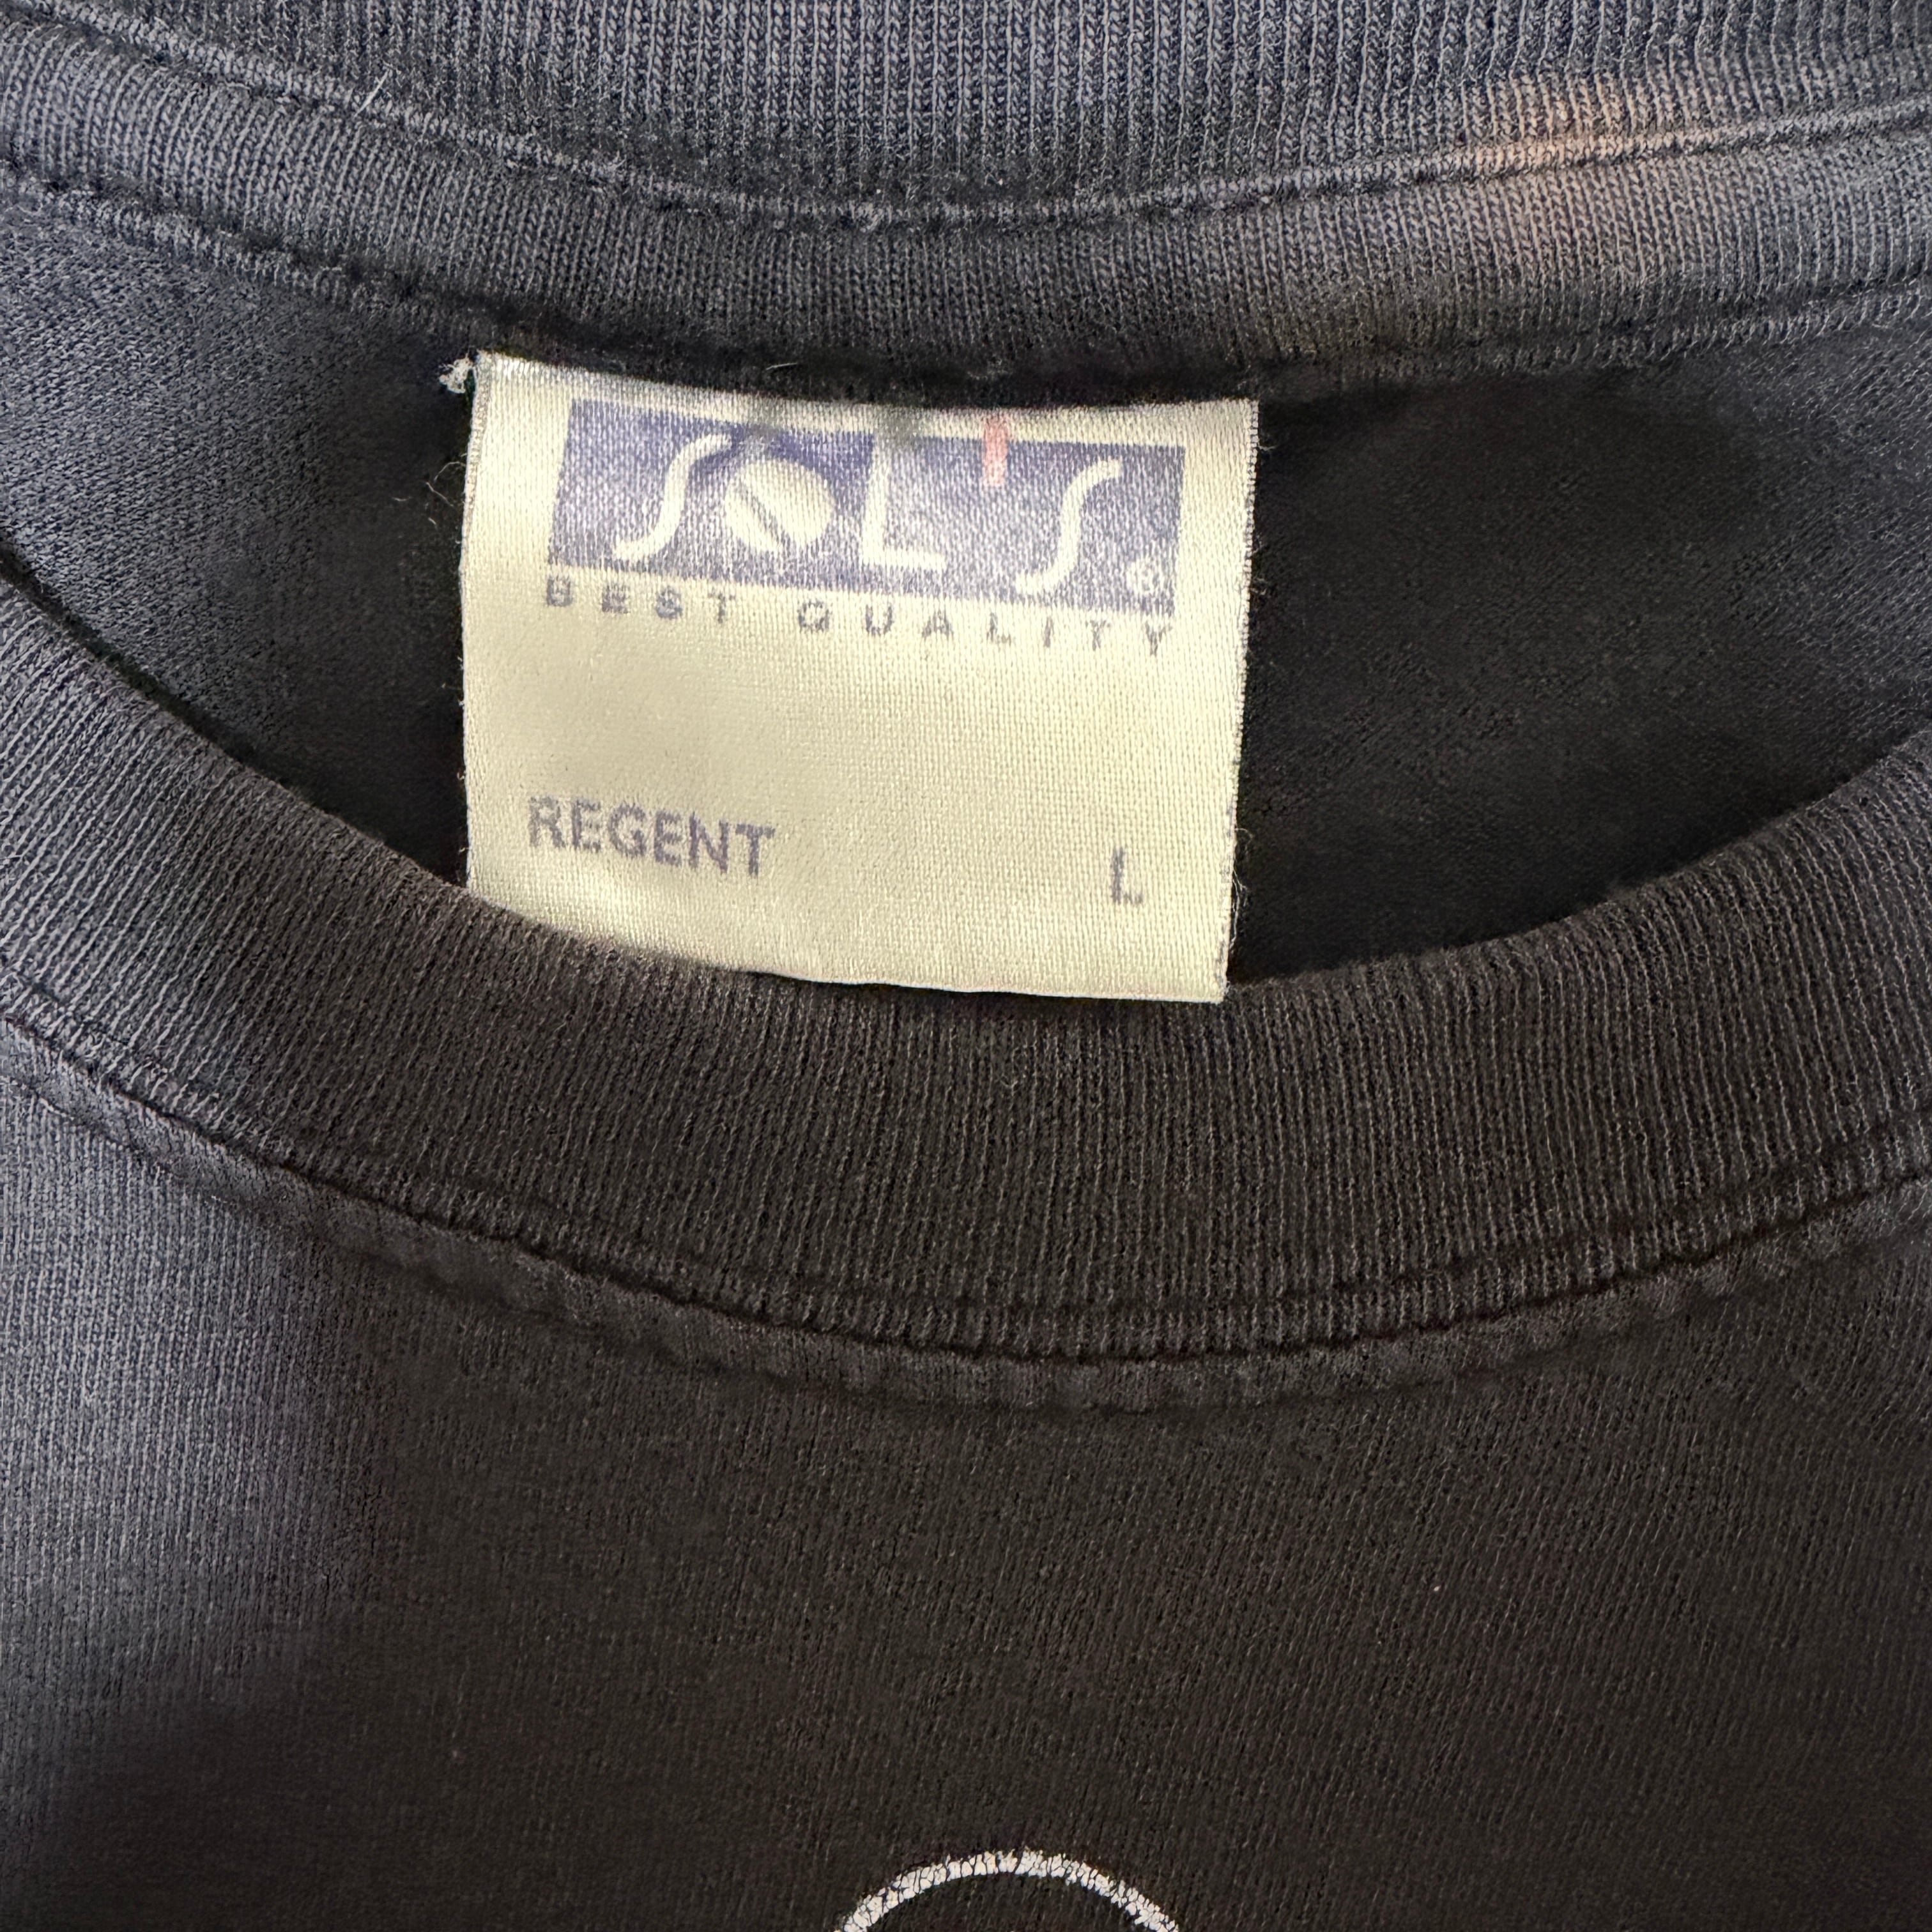 SOL'S ®
BEST QUALITY
REGENT L